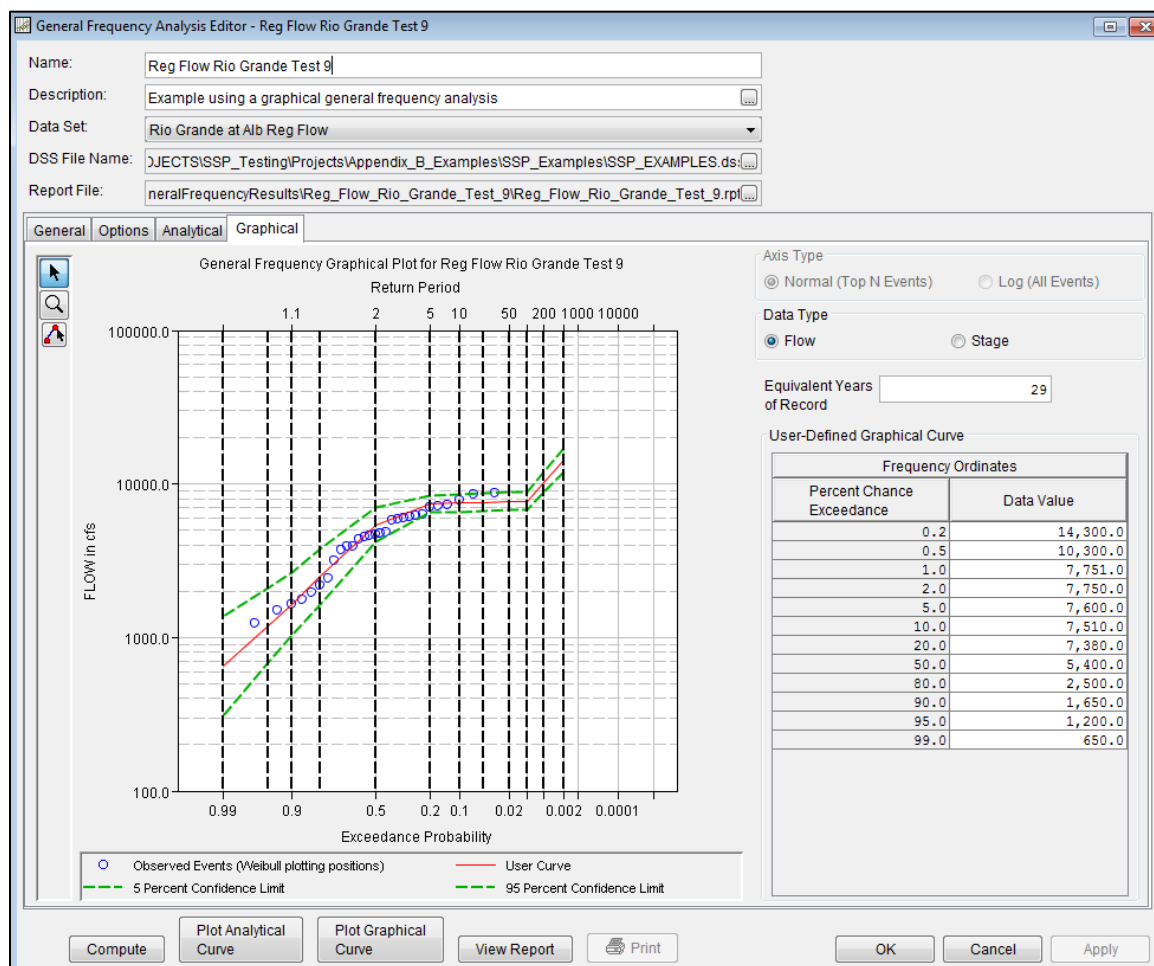 General Frequency Analysis Editor - Reg Flow Rio Grande Test 9
Name:
Reg Flow Rio Grande Test 9
Description:
Example using a graphical general frequency analysis
...
Data Set:
Rio Grande at Alb Reg Flow
DSS File Name:
OJECTS\SSP_Testing\Projects\Appendix_B_Examples\SSP_Examples\SSP_EXAMPLES.dss
...
Report File:
neralFrequencyResults\Reg_Flow_Rio_Grande_Test_9\Reg_Flow_Rio_Grande_Test_9.rpt
...
General Options Analytical Graphical
General Frequency Graphical Plot for Reg Flow Rio Grande Test 9
Return Period
1.1 2 5 10 50 200 1000 10000
100000.0
10000.0
1000.0
100.0
FLOW in cfs
0.99 0.9 0.5 0.2 0.1 0.02 0.002 0.0001
Exceedance Probability
Observed Events (Weibull plotting positions)
User Curve
5 Percent Confidence Limit
95 Percent Confidence Limit
Axis Type
Normal (Top N Events) Log (All Events)
Data Type
Flow Stage
Equivalent Years
of Record
29
User-Defined Graphical Curve
Frequency Ordinates
Percent Chance
Exceedance
Data Value
0.2 14,300.0
0.5 10,300.0
1.0 7,751.0
2.0 7,750.0
5.0 7,600.0
10.0 7,510.0
20.0 7,380.0
50.0 5,400.0
80.0 2,500.0
90.0 1,650.0
95.0 1,200.0
99.0 650.0
Compute
Plot Analytical
Curve
Plot Graphical
Curve
View Report
Print
OK
Cancel
Apply